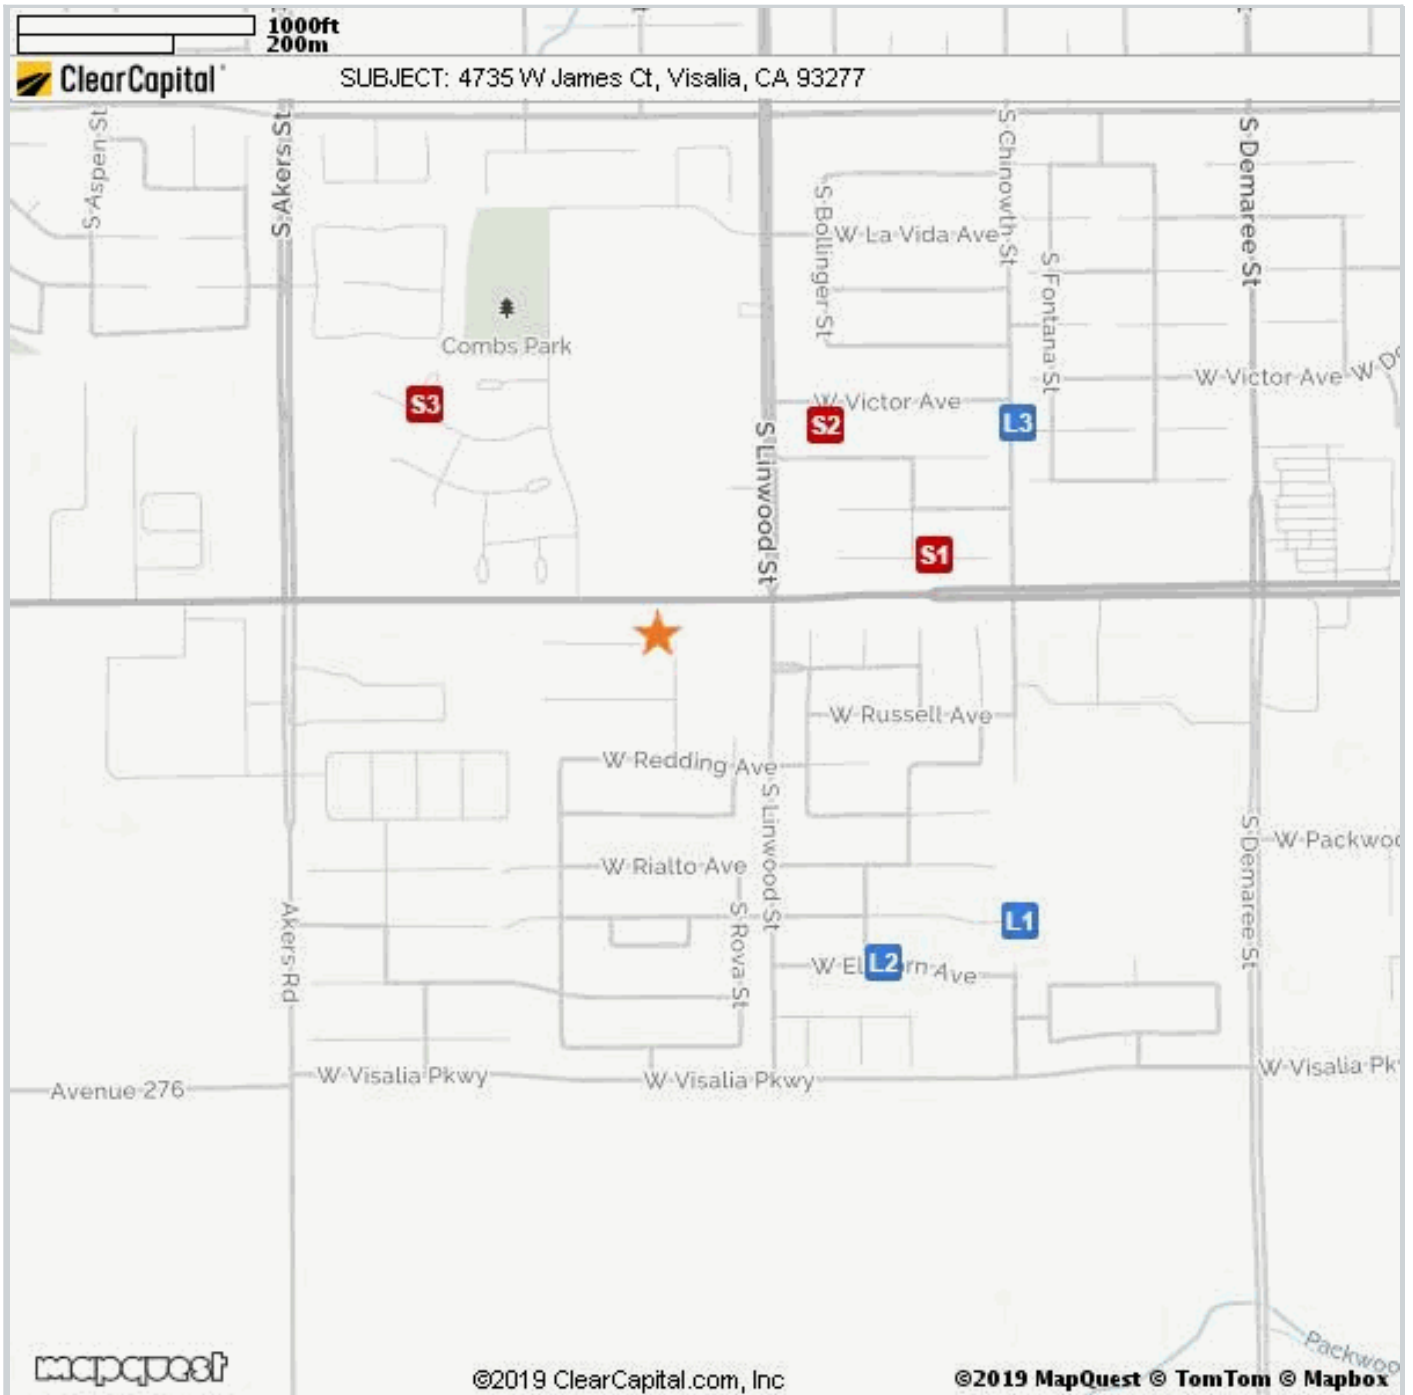 1000ft
200m
ClearCapital
SUBJECT: 4735 W James Ct, Visalia, CA 93277
S Aspen St
S Akers St
S Chinowth St
S Demaree St
S Bollinger St
W La Vida Ave
S Fontana St
Combs Park
W Victor Ave
S3
W Victor Ave
S2
L3
S Linwood St
S1
W Russell Ave
W Redding Ave
S Linwood St
W Rialto Ave
S Demaree St
W Packwoo
Akers Rd
S Rova St
L1
L2
W El
rn Ave
W Visalia Pkwy
W Visalia Pkwy
W Visalia Pk
Avenue 276
Packwoo
mapquest
©2019 ClearCapital.com, Inc
©2019 MapQuest © TomTom © Mapbox